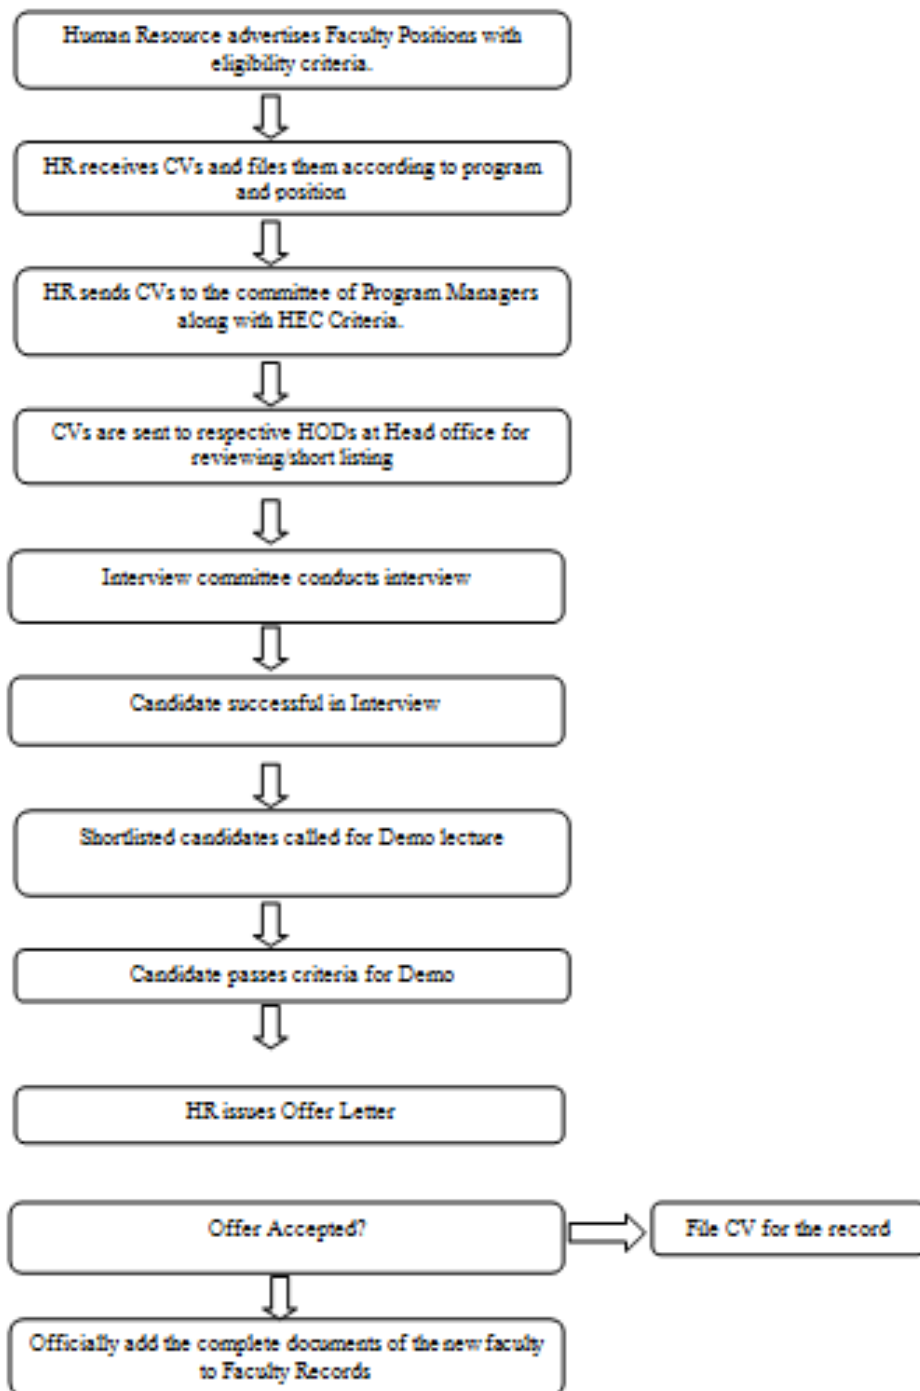 Human Resource advertises Faculty Positions with
eligibility criteria.
HR receives CVs and files them according to program
and position
HR sends CVs to the committee of Program Managers
along with HEC Criteria.
CVs are sent to respective HODs at Head office for
reviewing/short listing
Interview committee conducts interview
Candidate successful in Interview
Shortlisted candidates called for Demo lecture
Candidate passes criteria for Demo
HR issues Offer Letter
Offer Accepted?
File CV for the record
Officially add the complete documents of the new faculty
to Faculty Records